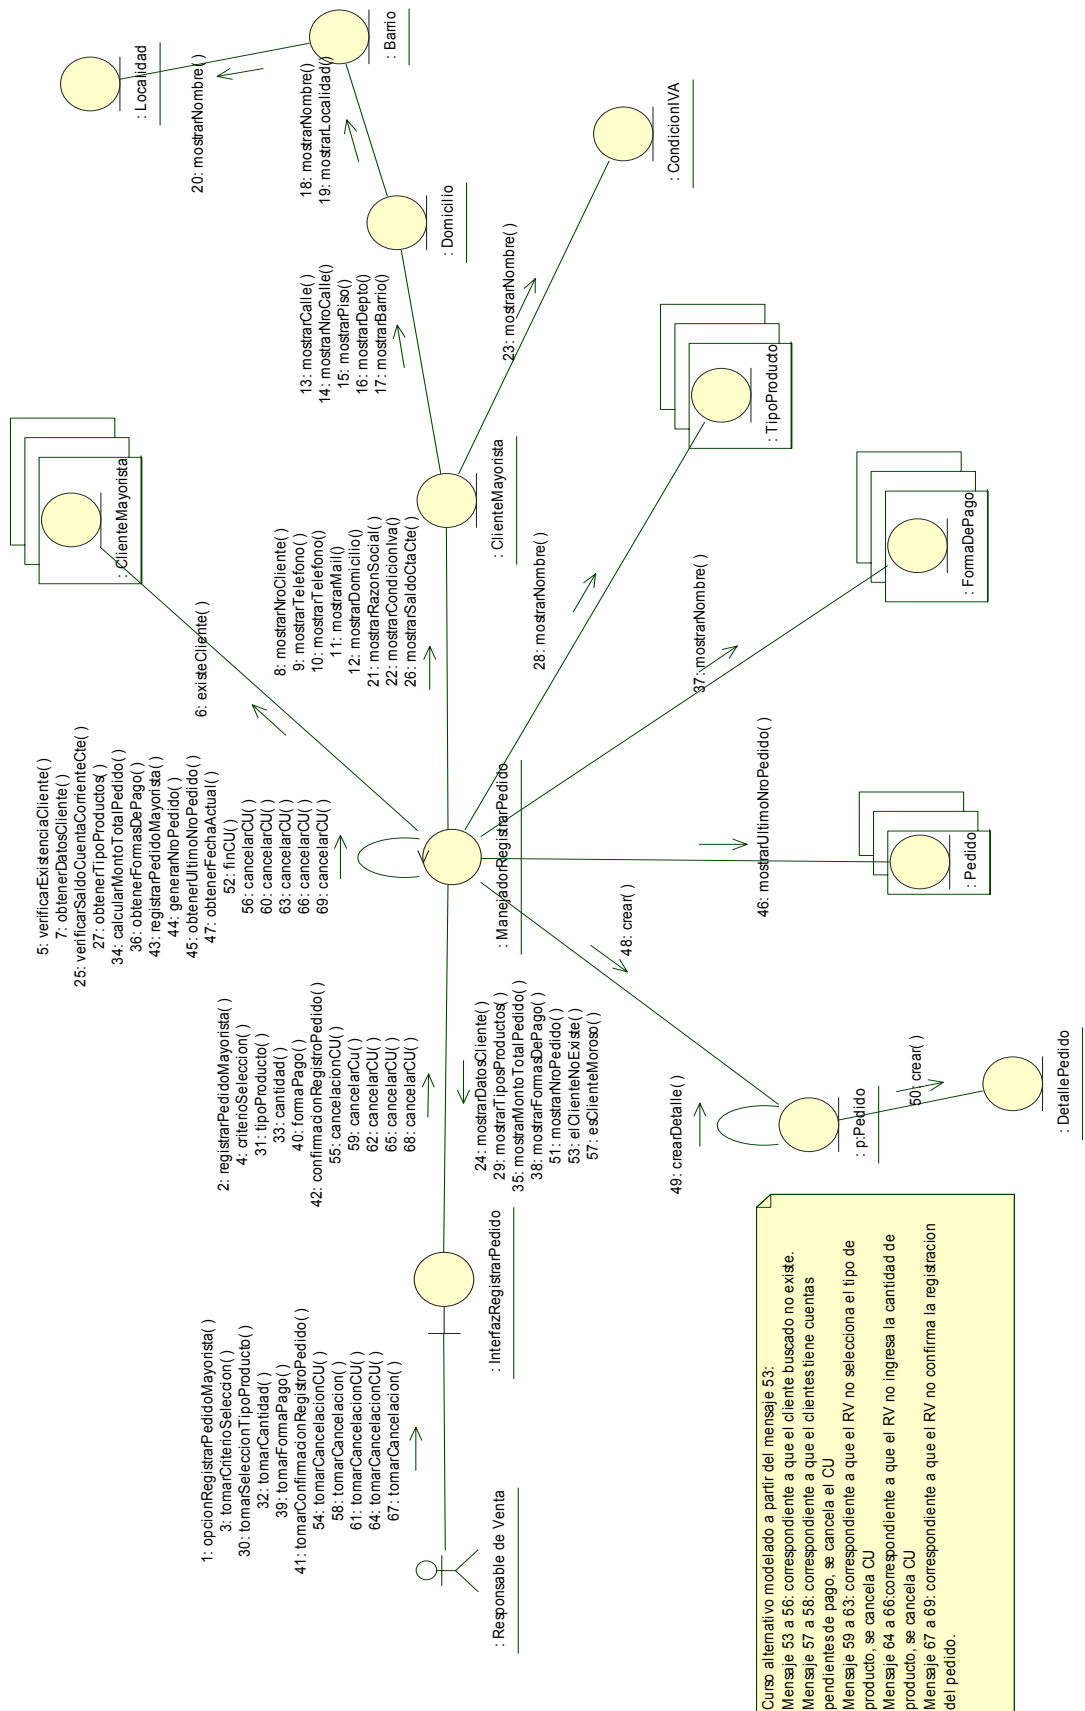 1: opcionRegistrarPedidoMayorista( )
3: tomarCriterioSeleccion( )
30: tomarSeleccionTipoProducto( )
32: tomarCantidad( )
39: tomarFormaPago( )
41: tomarConfirmacionRegistroPedido( )
54: tomarCancelacionCU( )
58: tomarCancelacion( )
61: tomarCancelacionCU( )
64: tomarCancelacionCU( )
67: tomarCancelacion( )
: Responsable de Venta
: InterfazRegistrarPedido
2: registrarPedidoMayorista( )
4: criterioSeleccion( )
31: tipoProducto( )
33: cantidad( )
40: formaPago( )
42: confirmacionRegistroPedido( )
55: cancelacionCU( )
59: cancelarCu( )
62: cancelarCU( )
65: cancelarCU( )
68: cancelarCU( )
24: mostrarDatosCliente( )
29: mostrarTiposProductos( )
35: mostrarMontoTotalPedido( )
38: mostrarFormasDePago( )
51: mostrarNroPedido( )
53: elClienteNoExiste( )
57: esClienteMoroso( )
5: verificarExistenciaCliente( )
7: obtenerDatosCliente( )
25: verificarSaldoCuentaCorrienteCte( )
27: obtenerTipoProductos( )
34: calcularMontoTotalPedido( )
36: obtenerFormasDePago( )
43: registrarPedidoMayorista( )
44: generarNroPedido( )
45: obtenerUltimoNroPedido( )
47: obtenerFechaActual( )
52: finCU( )
56: cancelarCU( )
60: cancelarCU( )
63: cancelarCU( )
66: cancelarCU( )
69: cancelarCU( )
: ManejadorRegistrarPedido
6: existeCliente( )
: ClienteMayorista
8: mostrarNroCliente( )
9: mostrarTelefono( )
10: mostrarTelefono()
11: mostrarMail()
12: mostrarDomicilio( )
21: mostrarRazonSocial( )
22: mostrarCondicionIva( )
26: mostrarSaldoCtaCte( )
: ClienteMayorista
13: mostrarCalle( )
14: mostrarNroCalle( )
15: mostrarPiso()
16: mostrarDepto( )
17: mostrarBarrio()
: Domicilio
18: mostrarNombre( )
19: mostrarLocalidad( )
: Barrio
20: mostrarNombre( )
: Localidad
23: mostrarNombre( )
: CondicionIVA
28: mostrarNombre( )
: TipoProducto
37: mostrarNombre( )
: FormaDePago
46: mostrarUltimoNroPedido( )
: Pedido
48: crear( )
49: crearDetalle( )
: p:Pedido
50: crear( )
: DetallePedido
Curso alternativo modelado a partir del mensaje 53:
Mensaje 53 a 56: correspondiente a que el cliente buscado no existe.
Mensaje 57 a 58: correspondiente a que el clientes tiene cuentas
pendientes de pago, se cancela el CU
Mensaje 59 a 63: correspondiente a que el RV no selecciona el tipo de
producto, se cancela CU
Mensaje 64 a 66:correspondiente a que el RV no ingresa la cantidad de
producto, se cancela CU
Mensaje 67 a 69: correspondiente a que el RV no confirma la registracion
del pedido.